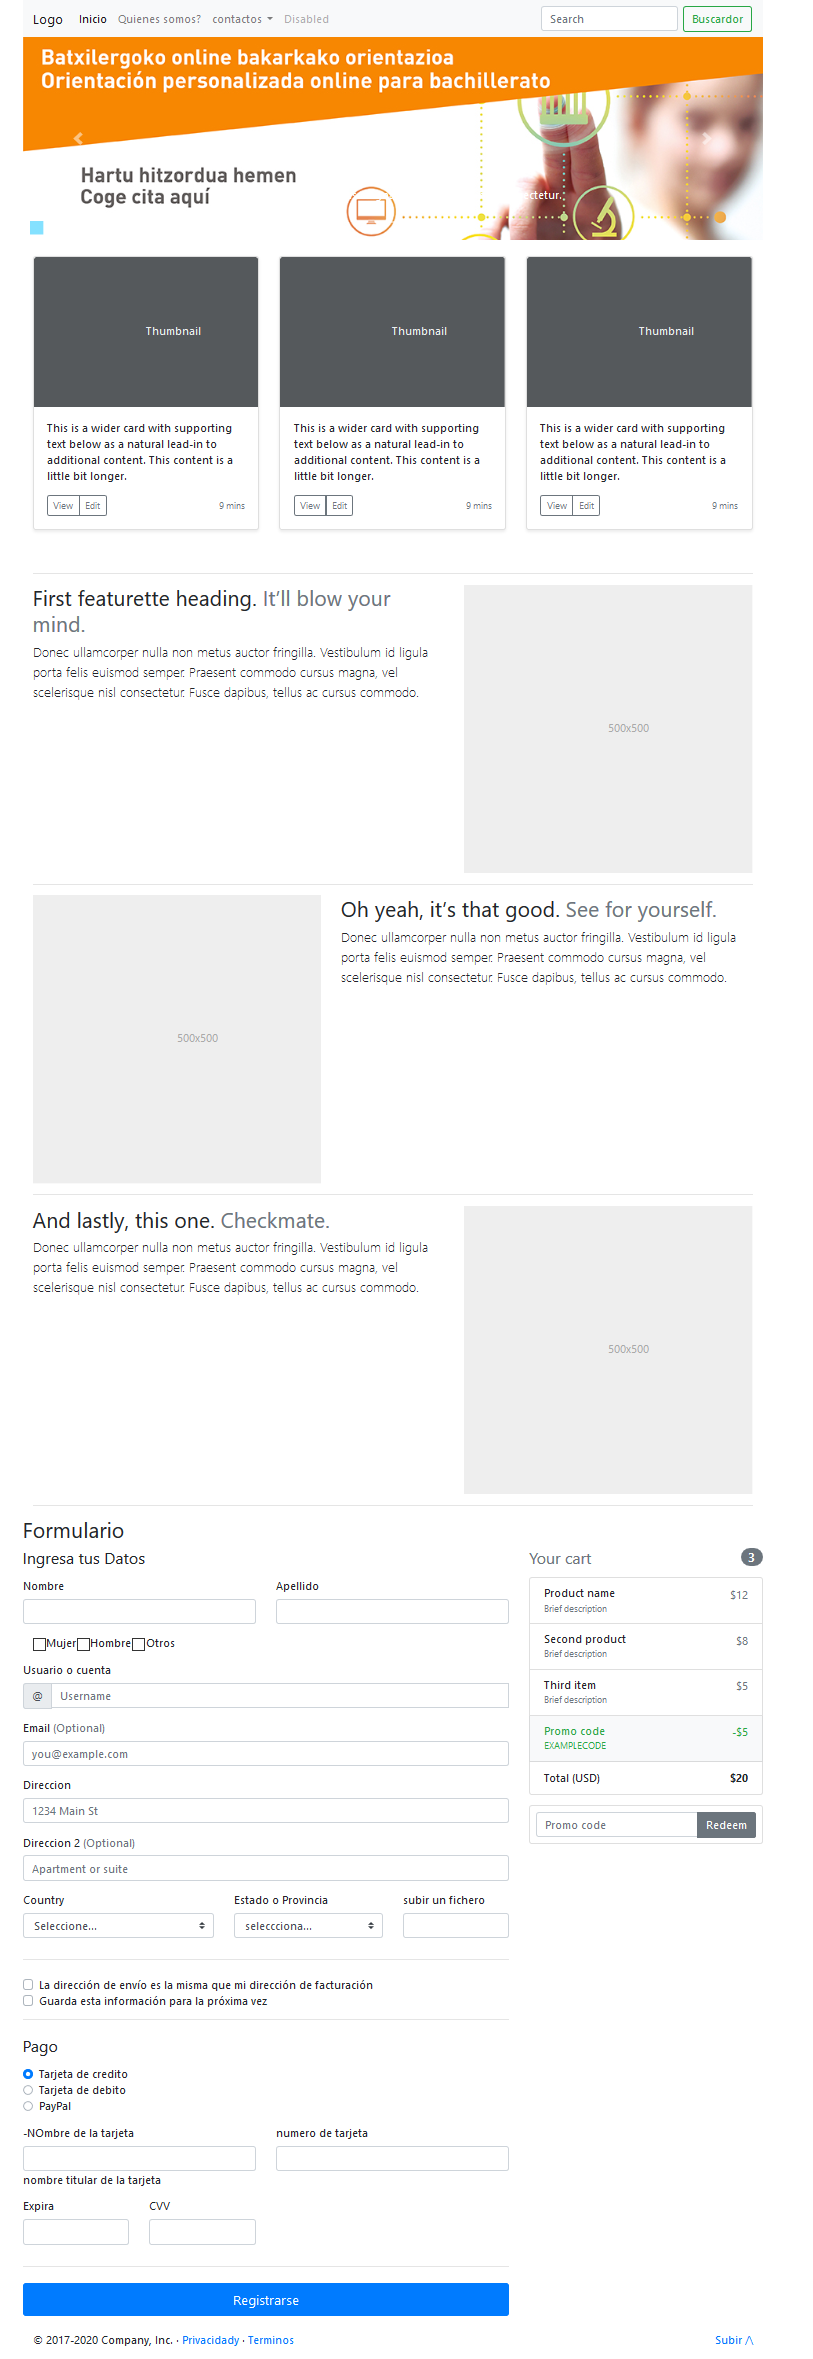 Logo Inicio Quienes somos? contactos Disabled Search Buscardor
Batxilergoko online bakarkako orientazioa
Orientación personalizada online para bachillerato
Hartu hitzordua hemen
Coge cita aquí
Thumbnail Thumbnail Thumbnail
This is a wider card with supporting
text below as a natural lead-in to
additional content. This content is a
little bit longer.
View Edit 9 mins
This is a wider card with supporting
text below as a natural lead-in to
additional content. This content is a
little bit longer.
View Edit 9 mins
This is a wider card with supporting
text below as a natural lead-in to
additional content. This content is a
little bit longer.
View Edit 9 mins
First featurette heading. It’ll blow your
mind.
Donec ullamcorper nulla non metus auctor fringilla. Vestibulum id ligula
porta felis euismod semper. Praesent commodo cursus magna, vel
scelerisque nisl consectetur. Fusce dapibus, tellus ac cursus commodo.
500x500
500x500
Oh yeah, it’s that good. See for yourself.
Donec ullamcorper nulla non metus auctor fringilla. Vestibulum id ligula
porta felis euismod semper. Praesent commodo cursus magna, vel
scelerisque nisl consectetur. Fusce dapibus, tellus ac cursus commodo.
And lastly, this one. Checkmate.
Donec ullamcorper nulla non metus auctor fringilla. Vestibulum id ligula
porta felis euismod semper. Praesent commodo cursus magna, vel
scelerisque nisl consectetur. Fusce dapibus, tellus ac cursus commodo.
500x500
Formulario
Ingresa tus Datos
Nombre Apellido
Mujer Hombre Otros
Usuario o cuenta
@ Username
Email (Optional)
you@example.com
Direccion
1234 Main St
Direccion 2 (Optional)
Apartment or suite
Country Estado o Provincia subir un fichero
Seleccione... seleccciona...
La dirección de envío es la misma que mi dirección de facturación
Guarda esta información para la próxima vez
Pago
Tarjeta de credito
Tarjeta de debito
PayPal
-NOmbre de la tarjeta numero de tarjeta
nombre titular de la tarjeta
Expira CVV
Registrarse
Your cart 3
Product name $12
Brief description
Second product $8
Brief description
Third item $5
Brief description
Promo code -$5
EXAMPLECODE
Total (USD) $20
Promo code Redeem
© 2017-2020 Company, Inc. · Privacidady · Terminos Subir /\